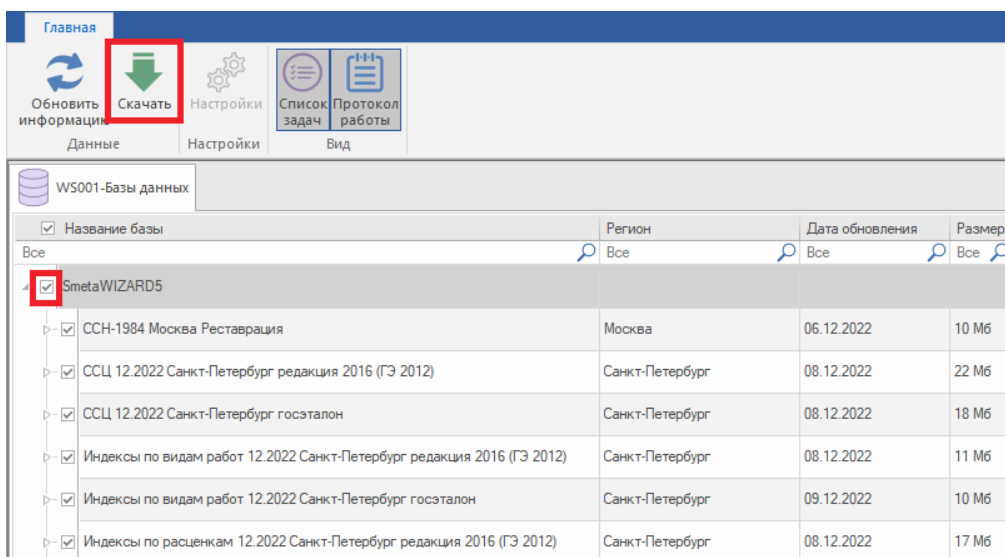 Главная
Обновить информацию
Скачать
Настройки
Список задач
Протокол работы
Данные Настройки Вид
WS001-Базы данных
Название базы Регион Дата обновления Размер
Все Все Все Все
SmetaWIZARD5
ССН-1984 Москва Реставрация Москва 06.12.2022 10 Мб
ССЦ 12.2022 Санкт-Петербург редакция 2016 (ГЭ 2012) Санкт-Петербург 08.12.2022 22 Мб
ССЦ 12.2022 Санкт-Петербург госэталон Санкт-Петербург 08.12.2022 18 Мб
Индексы по видам работ 12.2022 Санкт-Петербург редакция 2016 (ГЭ 2012) Санкт-Петербург 08.12.2022 11 Мб
Индексы по видам работ 12.2022 Санкт-Петербург госэталон Санкт-Петербург 09.12.2022 10 Мб
Индексы по расценкам 12.2022 Санкт-Петербург редакция 2016 (ГЭ 2012) Санкт-Петербург 08.12.2022 17 Мб